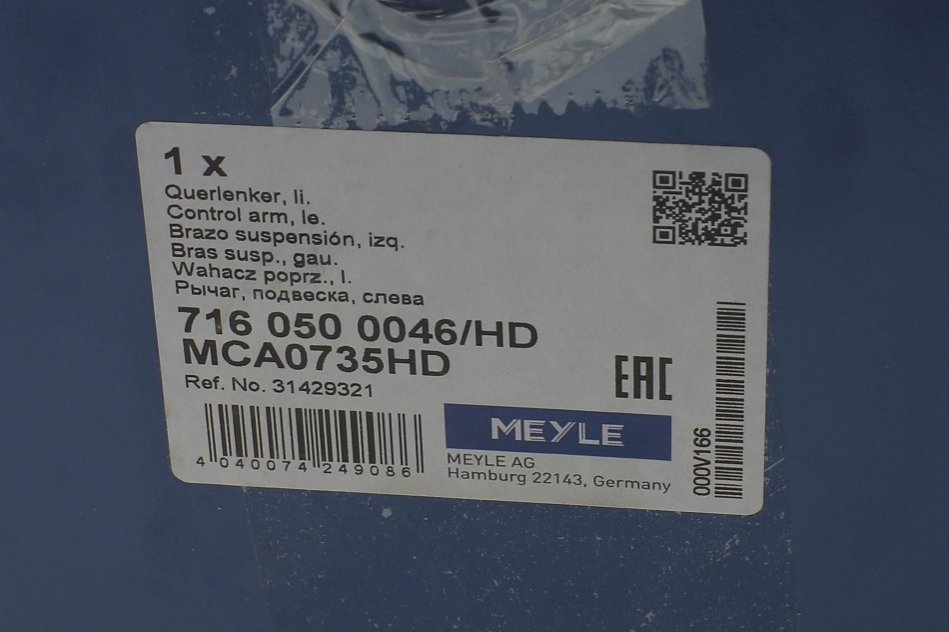 1 x
Querlenker, li.
Control arm, le.
Brazo suspensión, izq.
Bras susp., gau.
Wahacz poprz., l.
Рычаг, подвеска, слева
716 050 0046/HD
MCA0735HD
Ref. No. 31429321
EAC
4 040074 249086
MEYLE
MEYLE AG
Hamburg 22143, Germany
000V166